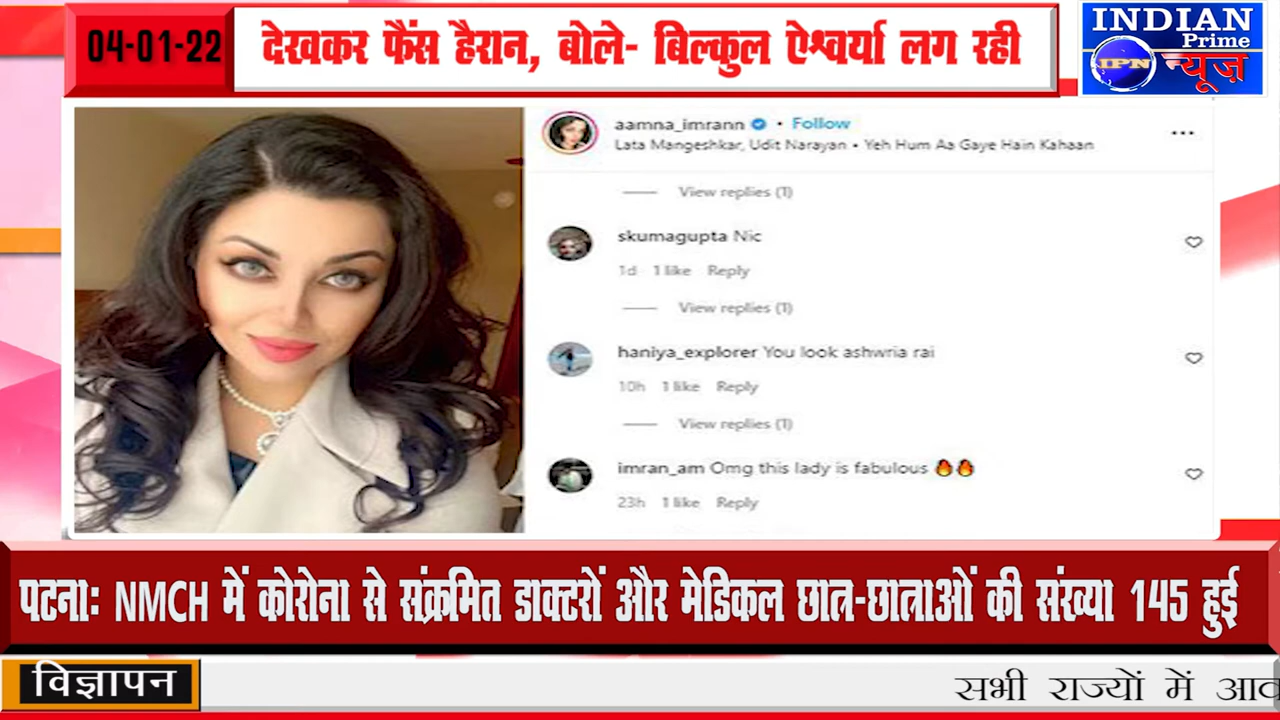 04-01-22
देखकर फैंस हैरान, बोले- बिल्कुल ऐश्वर्या लग रही
INDIAN
Prime
IPN न्यूज़
aamna_imrann • Follow
Lata Mangeshkar, Udit Narayan • Yeh Hum Aa Gaye Hain Kahaan
View replies (1)
skumagupta Nic
1d 1 like Reply
View replies (1)
haniya_explorer You look ashwria rai
10h 1 like Reply
View replies (1)
imran_am Omg this lady is fabulous 🔥🔥
23h 1 like Reply
पटनाः NMCH में कोरोना से संक्रमित डाक्टरों और मेडिकल छात्र-छात्राओं की संख्या 145 हुई
विज्ञापन
सभी राज्यों में